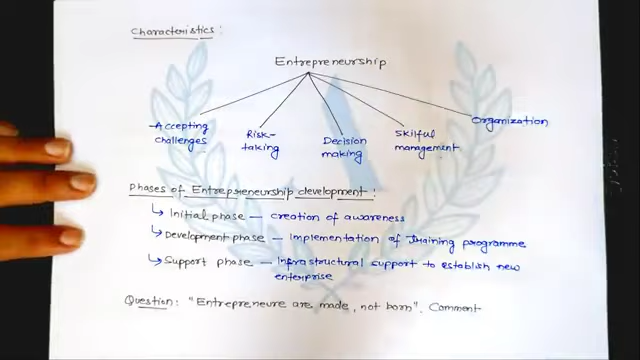 Characteristics:
Entrepreneurship
Accepting challenges
Risk-taking
Decision making
Skilful management
Organization
Phases of Entrepreneurship development:
↳ Initial phase — creation of awareness
↳ Development phase — Implementation of training programme
↳ Support phase — Infrastructural support to establish new
enterprise
Question: "Entrepreneure are made, not born". Comment